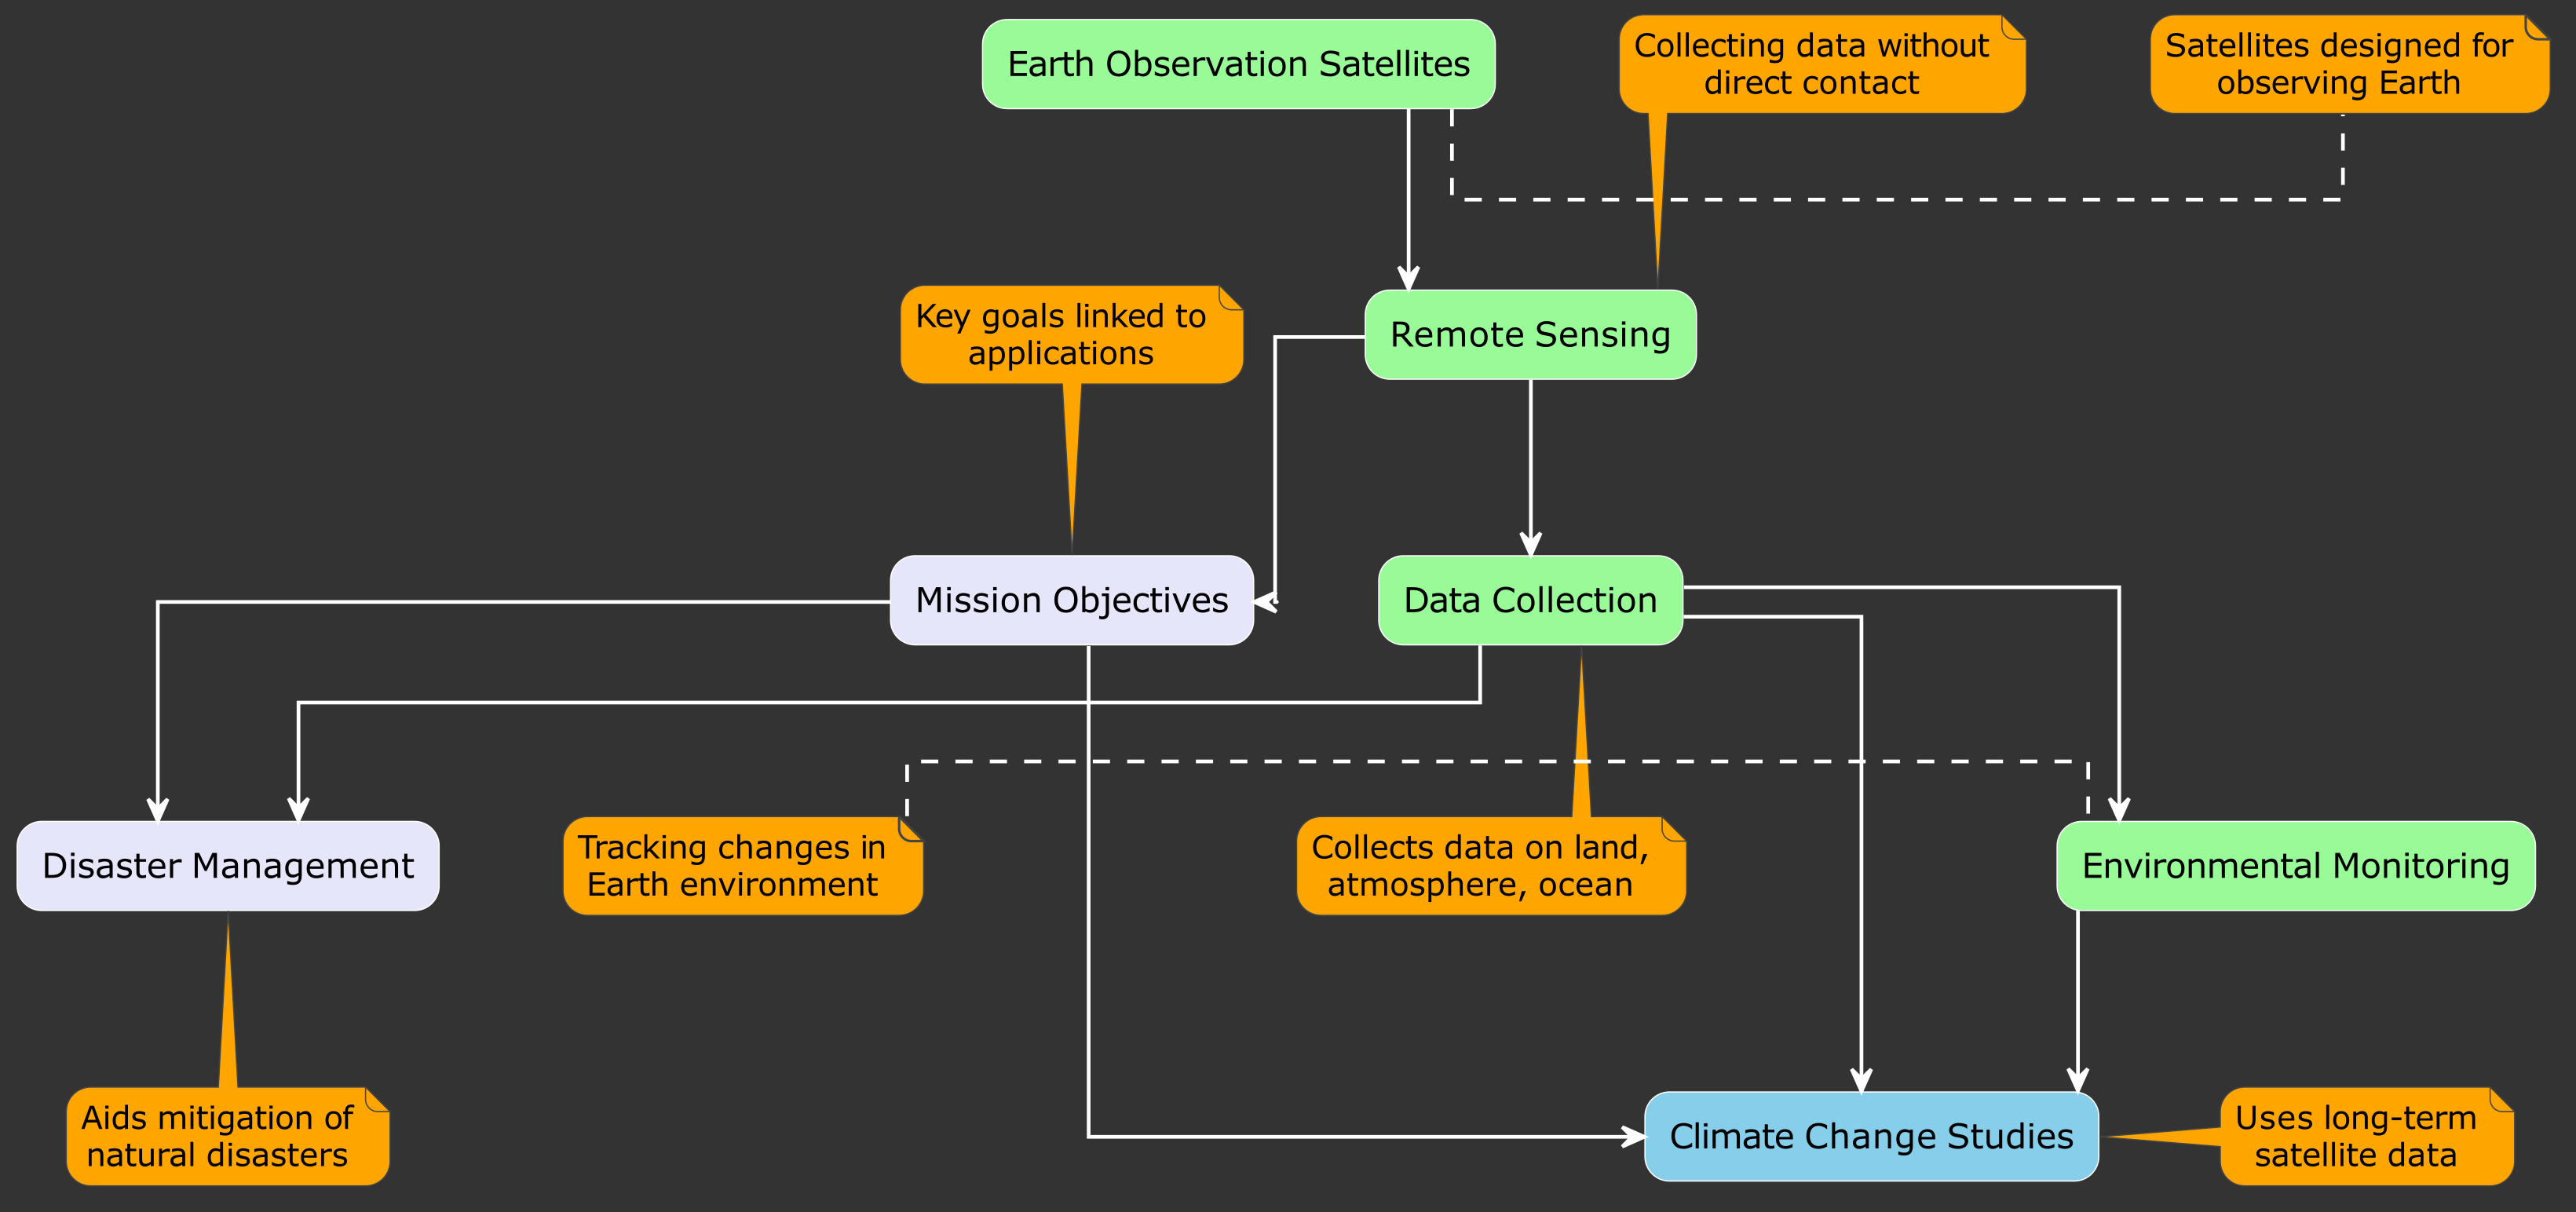 Earth Observation Satellites
Collecting data without
direct contact
Satellites designed for
observing Earth
Key goals linked to
applications
Remote Sensing
Mission Objectives
Data Collection
Disaster Management
Tracking changes in
Earth environment
Collects data on land,
atmosphere, ocean
Environmental Monitoring
Aids mitigation of
natural disasters
Climate Change Studies
Uses long-term
satellite data